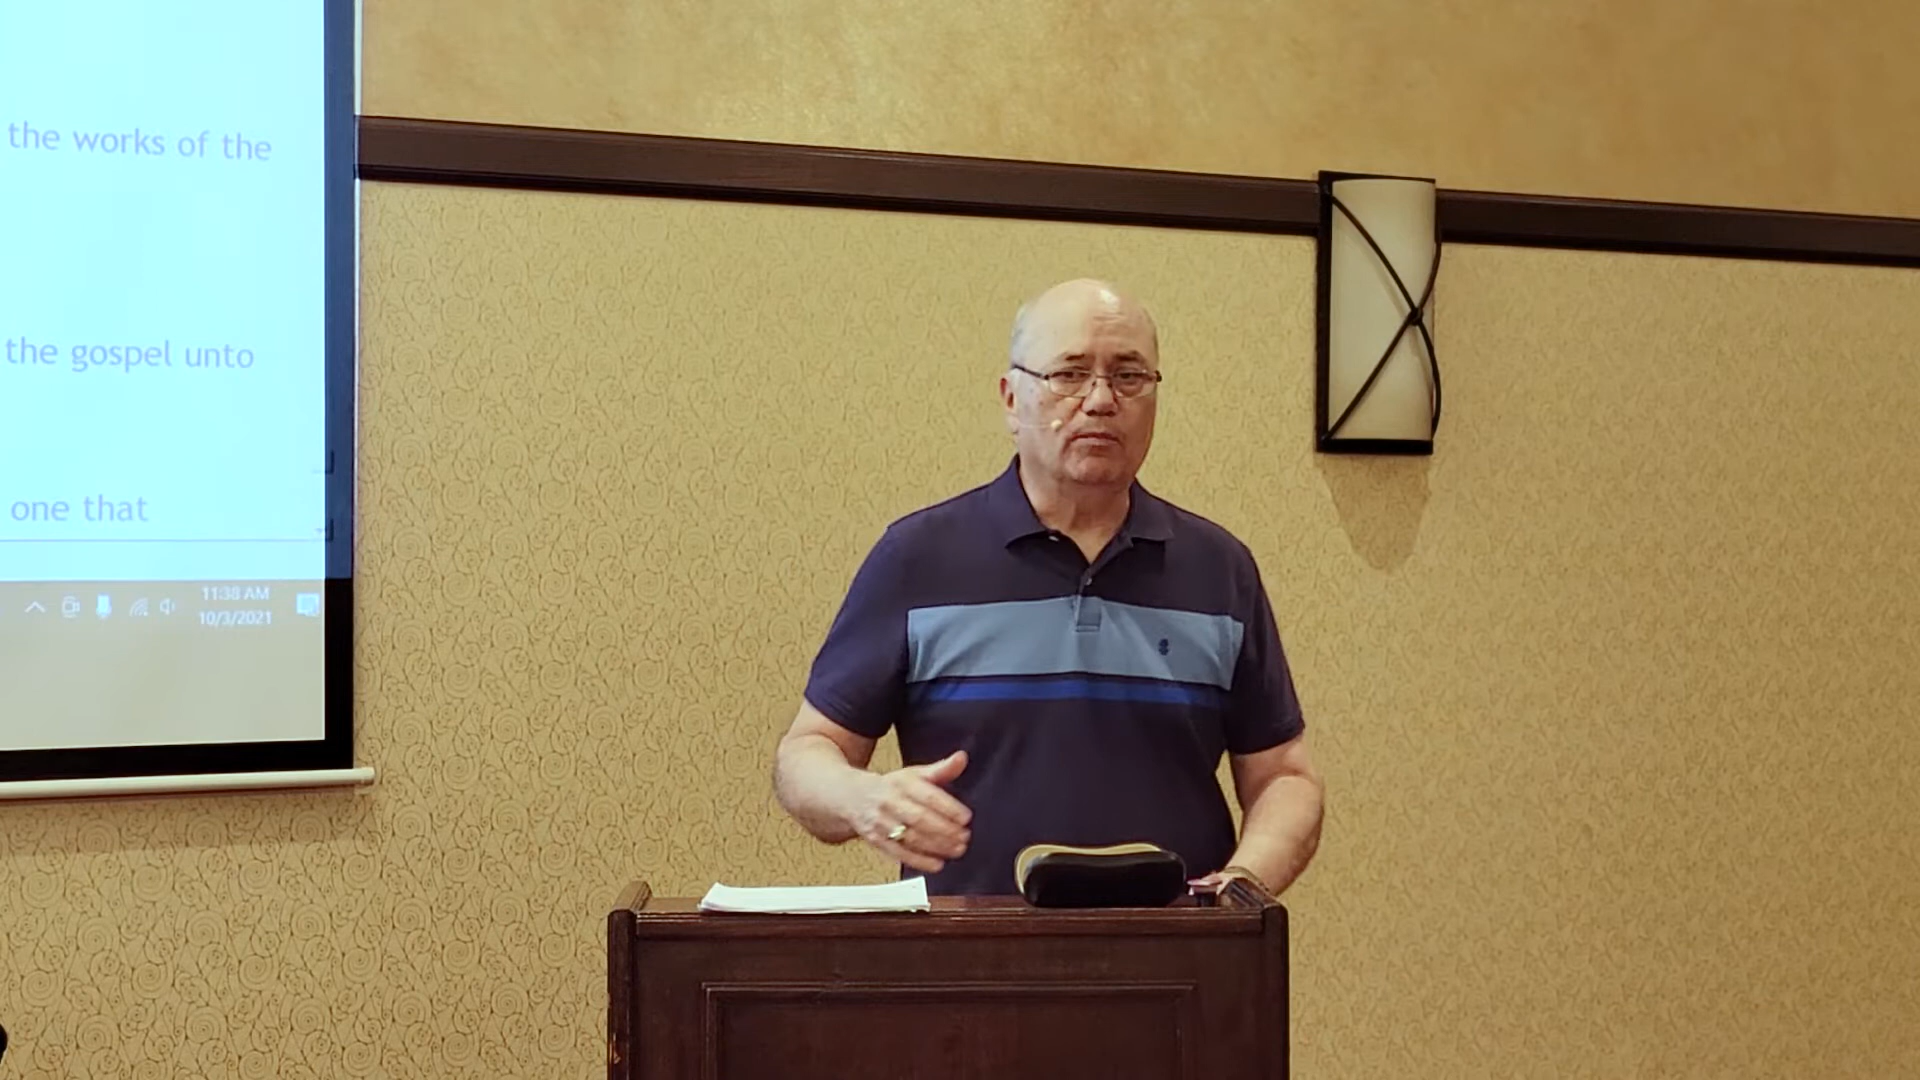 the works of the
the gospel unto
one that
11:38 AM
10/3/2021